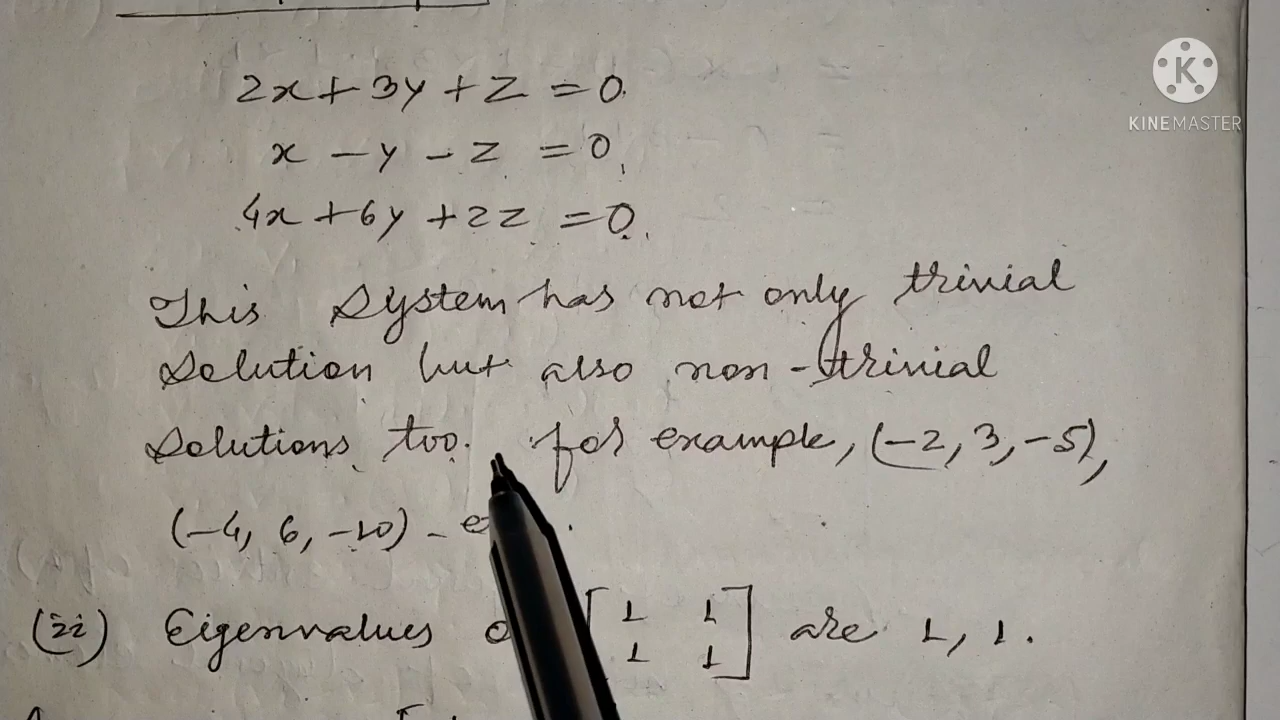 2x + 3y + z = 0.
KINEMASTER
x - y - z = 0,
4x + 6y + 2z = 0.
This system has not only trivial
solution but also non-trivial
solutions too. for example, (-2, 3, -5),
(-4, 6, -10) -
(ii) Eigenvalues [1 1 are 1, 1.
1 1]